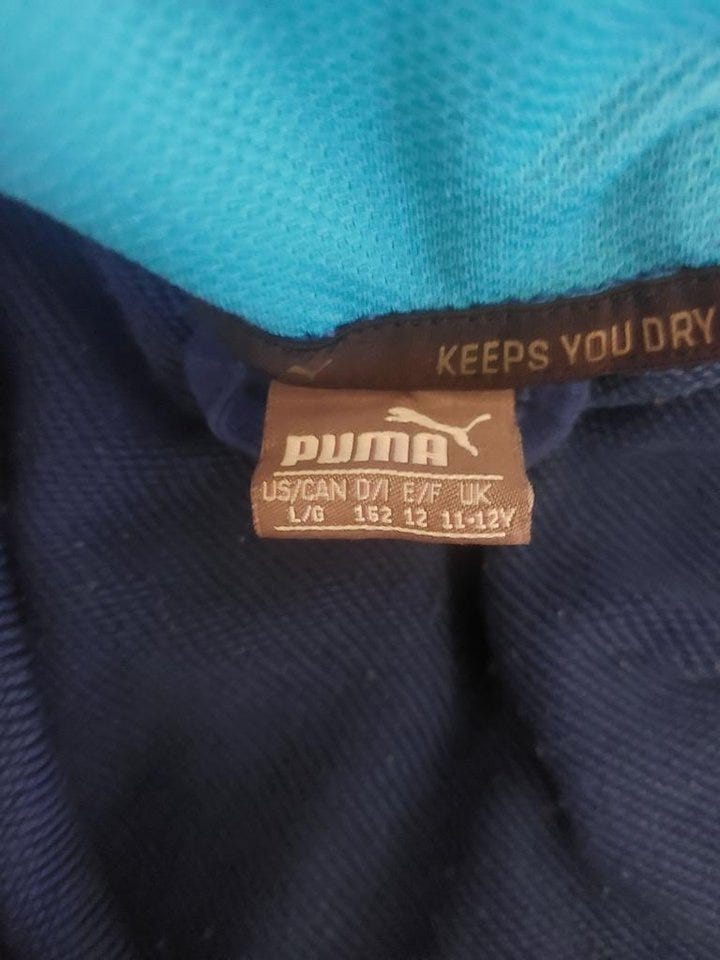 KEEPS YOU DRY
PUMA
US/CAN D/I E/F UK
L/G 152 12 11-12Y